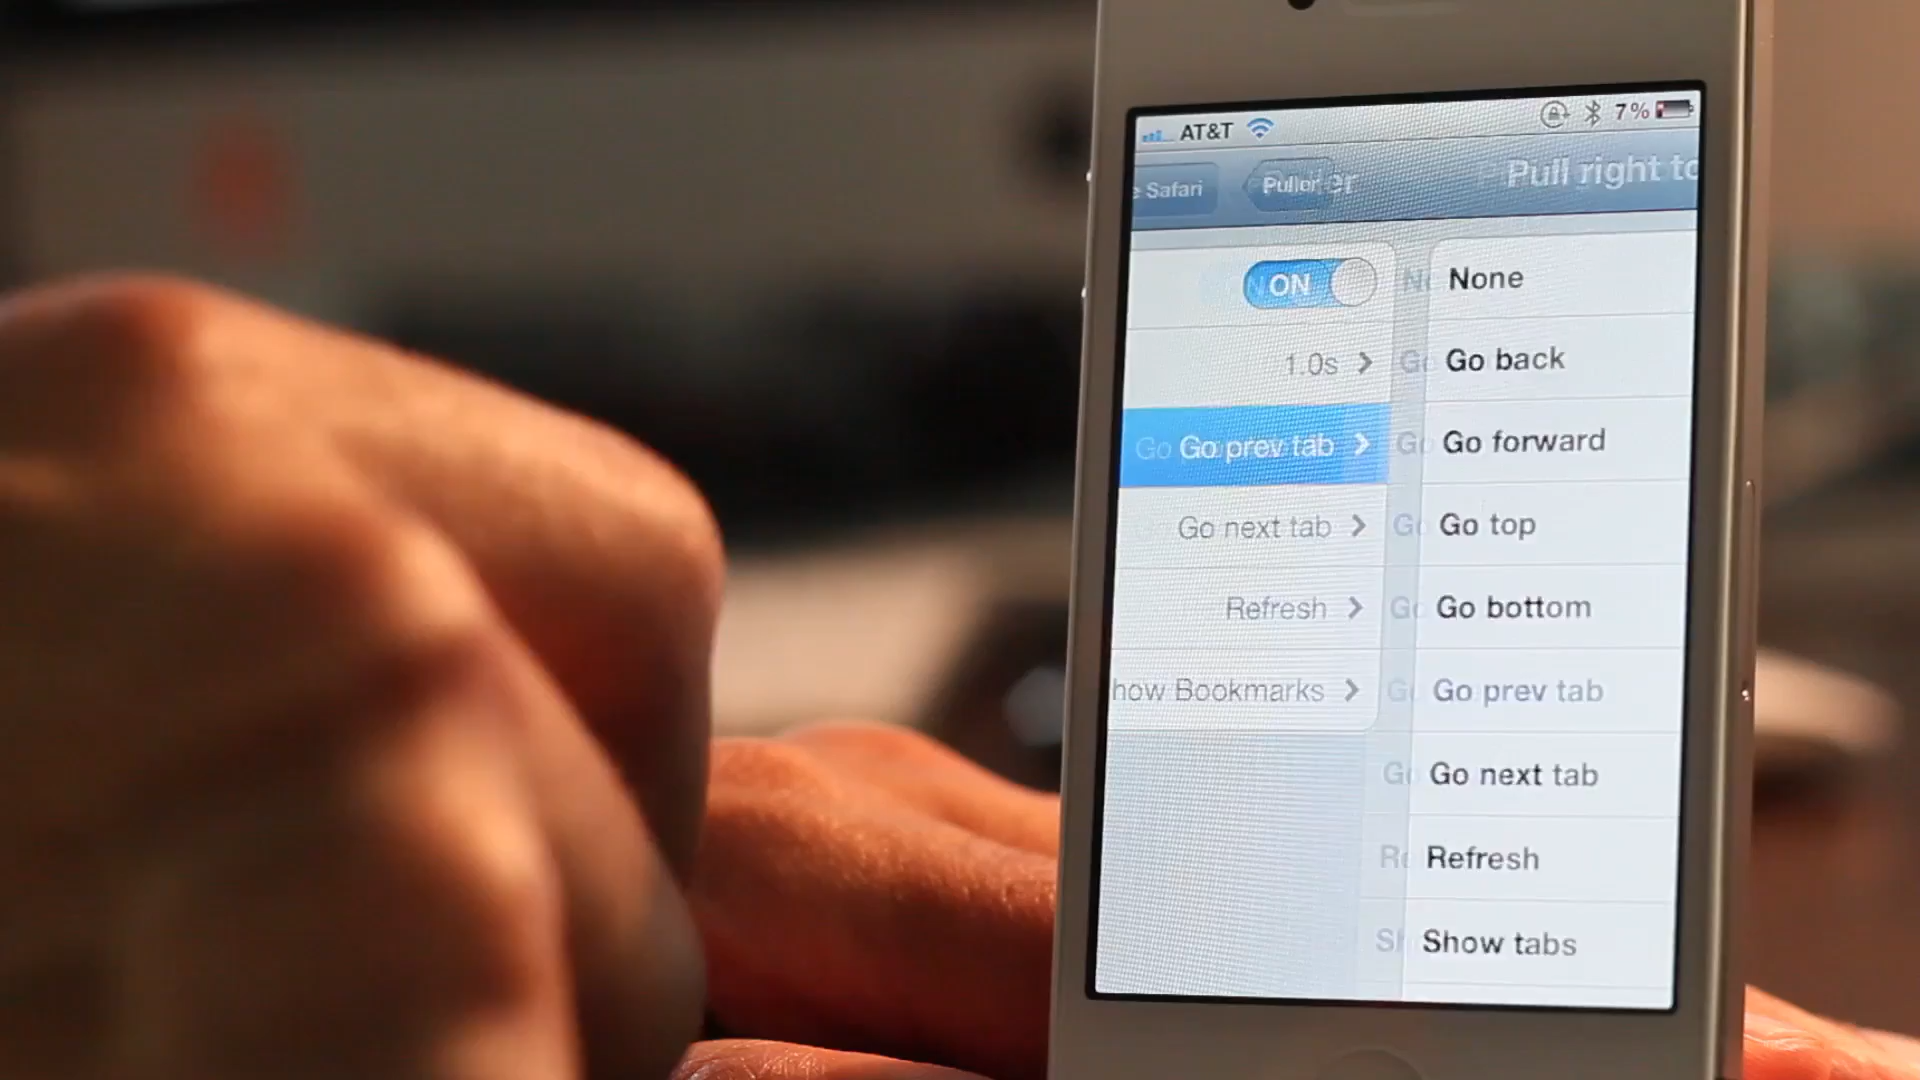 AT&T 7%
e Safari Puller Pull right to
ON
1.0s
Go prev tab
Go next tab
Refresh
how Bookmarks
None
Go back
Go forward
Go top
Go bottom
Go prev tab
Go next tab
Refresh
Show tabs